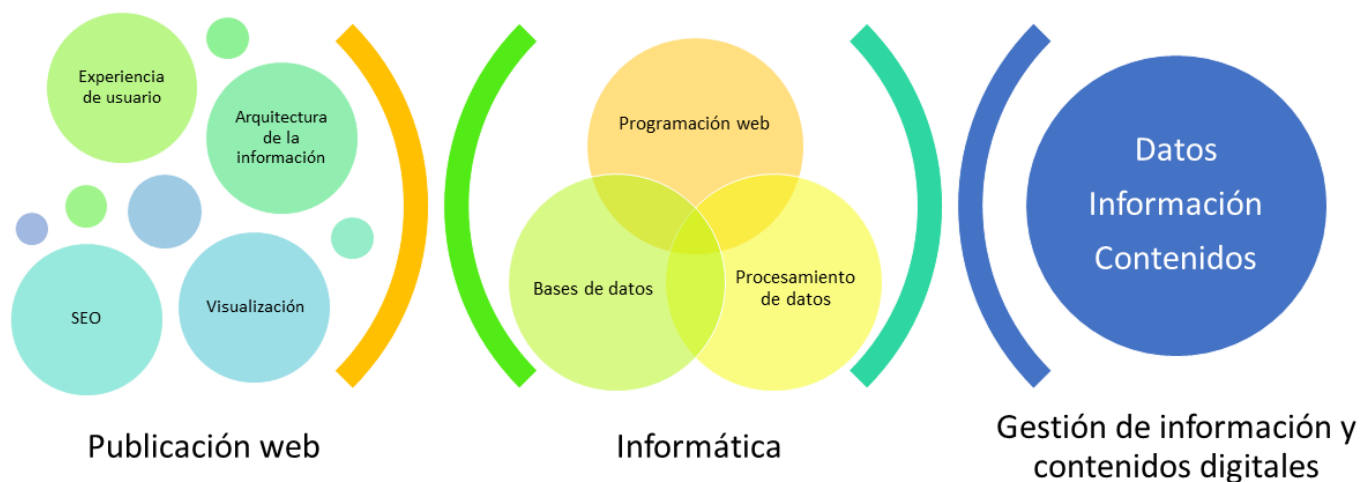 Experiencia
de usuario
Arquitectura
de la
información
SEO
Visualización
Publicación web
Programación web
Bases de datos
Procesamiento
de datos
Informática
Datos
Información
Contenidos
Gestión de información y
contenidos digitales